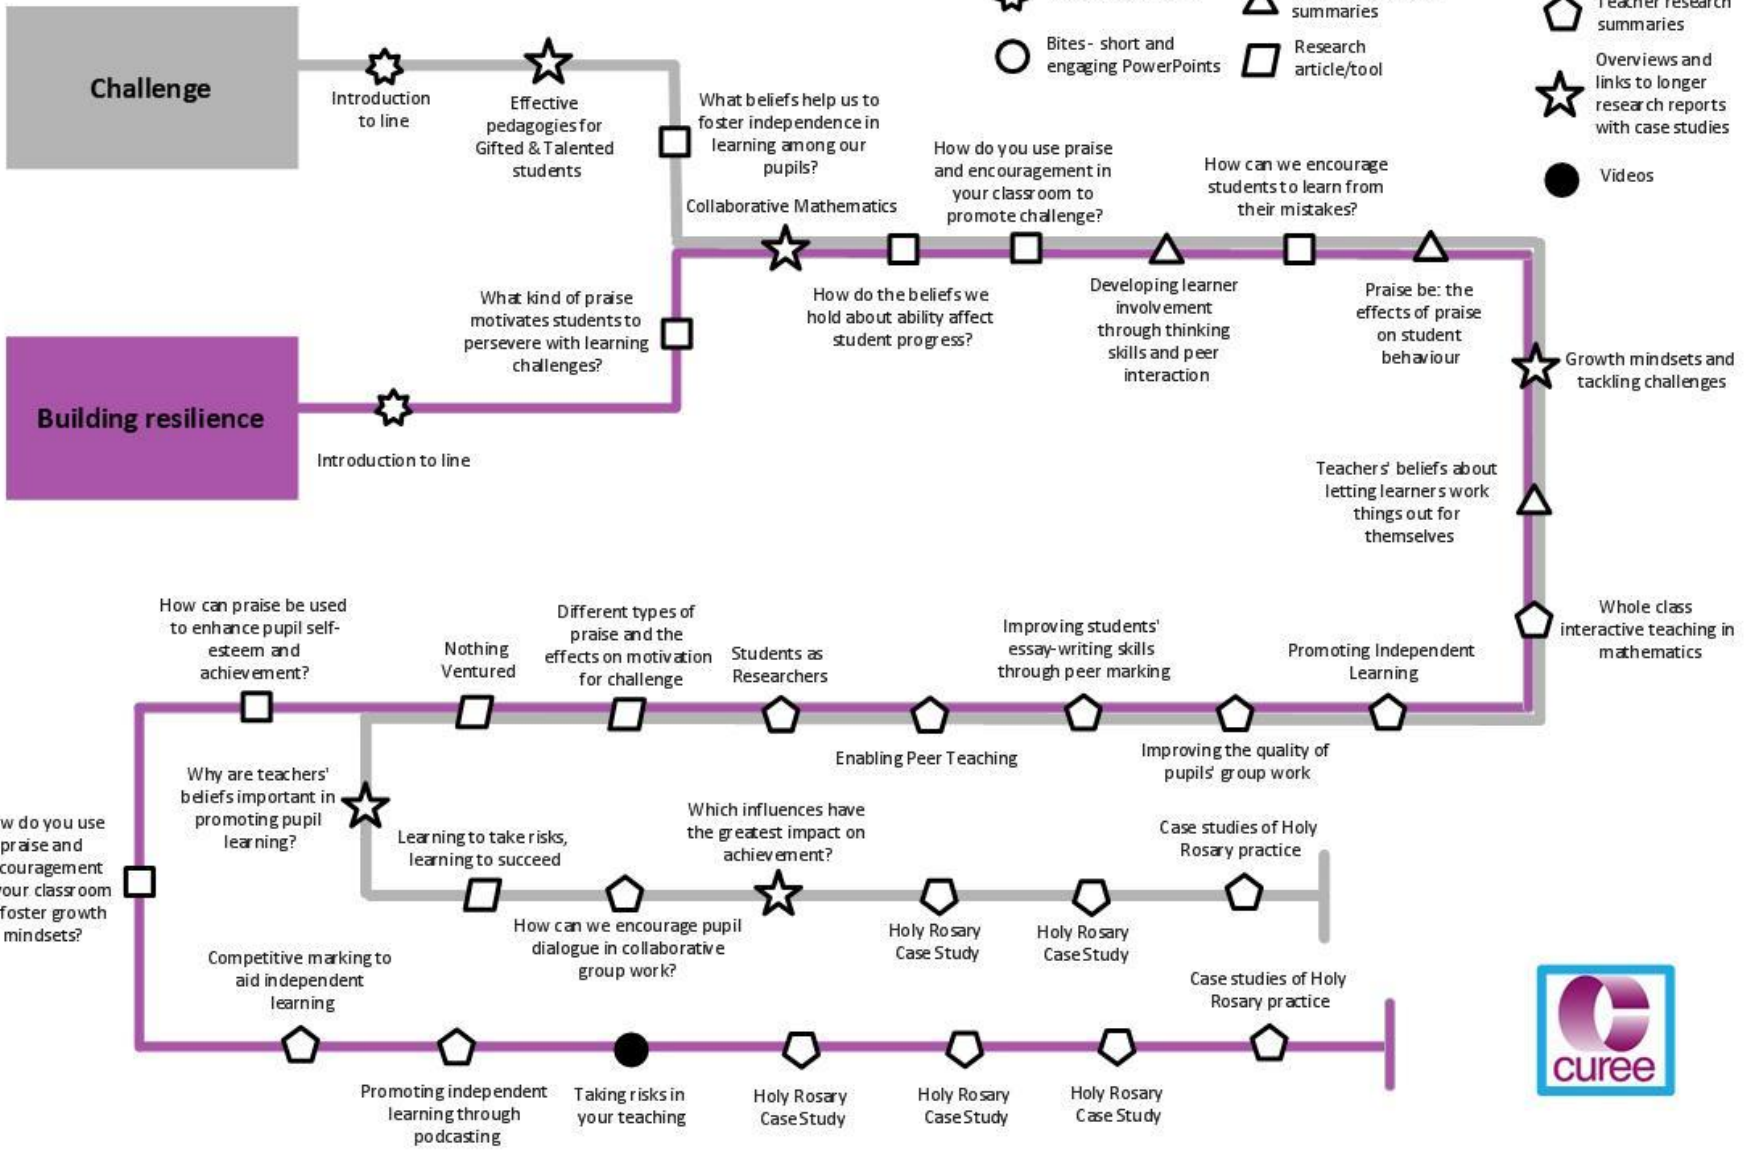 summaries
Bites- short and
engaging PowerPoints
Research
article/tool
Teacher research
summaries
Overviews and
links to longer
research reports
with case studies
Videos
Challenge
Introduction
to line
Effective
pedagogies for
Gifted & Talented
students
What beliefs help us to
foster independence in
learning among our
pupils?
Collaborative Mathematics
How do you use praise
and encouragement in
your classroom to
promote challenge?
How can we encourage
students to learn from
their mistakes?
What kind of praise
motivates students to
persevere with learning
challenges?
How do the beliefs we
hold about ability affect
student progress?
Developing learner
involvement
through thinking
skills and peer
interaction
Praise be: the
effects of praise
on student
behaviour
Growth mindsets and
tackling challenges
Building resilience
Introduction to line
Teachers' beliefs about
letting learners work
things out for
themselves
Whole class
interactive teaching in
mathematics
How can praise be used
to enhance pupil self-
esteem and
achievement?
Nothing
Ventured
Different types of
praise and the
effects on motivation
for challenge
Students as
Researchers
Improving students'
essay-writing skills
through peer marking
Promoting Independent
Learning
Enabling Peer Teaching
Improving the quality of
pupils' group work
Why are teachers'
beliefs important in
promoting pupil
learning?
w do you use
praise and
couragement
our classroom
foster growth
mindsets?
Learning to take risks,
learning to succeed
Which influences have
the greatest impact on
achievement?
Case studies of Holy
Rosary practice
How can we encourage pupil
dialogue in collaborative
group work?
Holy Rosary
Case Study
Holy Rosary
Case Study
Competitive marking to
aid independent
learning
Case studies of Holy
Rosary practice
Promoting independent
learning through
podcasting
Taking risks in
your teaching
Holy Rosary
Case Study
Holy Rosary
Case Study
Holy Rosary
Case Study
curee